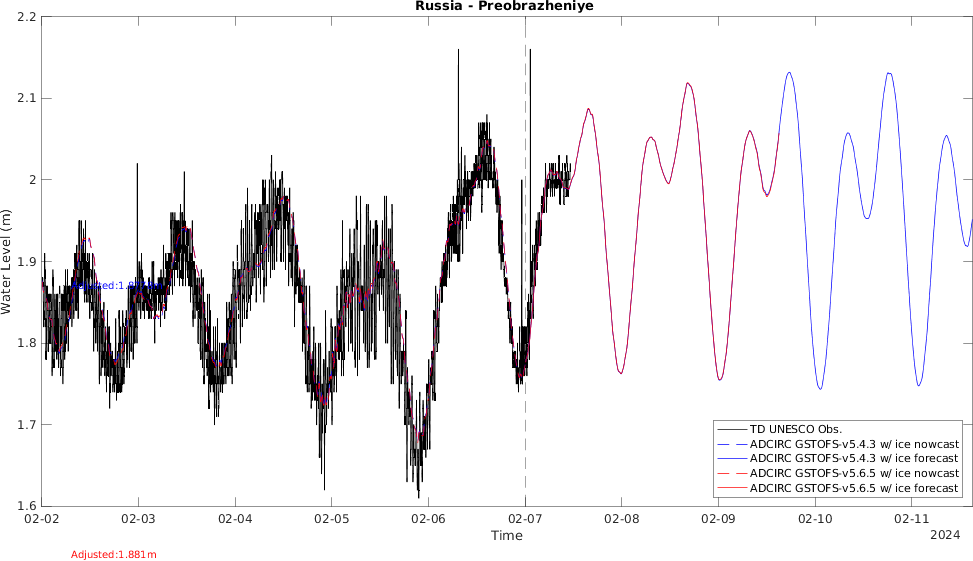 Russia - Preobrazheniye
2.2
2.1
2
1.9
1.8
1.7
1.6
Water Level (m)
Adjusted:1.8
TD UNESCO Obs.
ADCIRC GSTOFS-v5.4.3 w/ ice nowcast
ADCIRC GSTOFS-v5.4.3 w/ ice forecast
ADCIRC GSTOFS-v5.6.5 w/ ice nowcast
ADCIRC GSTOFS-v5.6.5 w/ ice forecast
02-02 02-03 02-04 02-05 02-06 02-07 02-08 02-09 02-10 02-11
Time
2024
Adjusted:1.881m